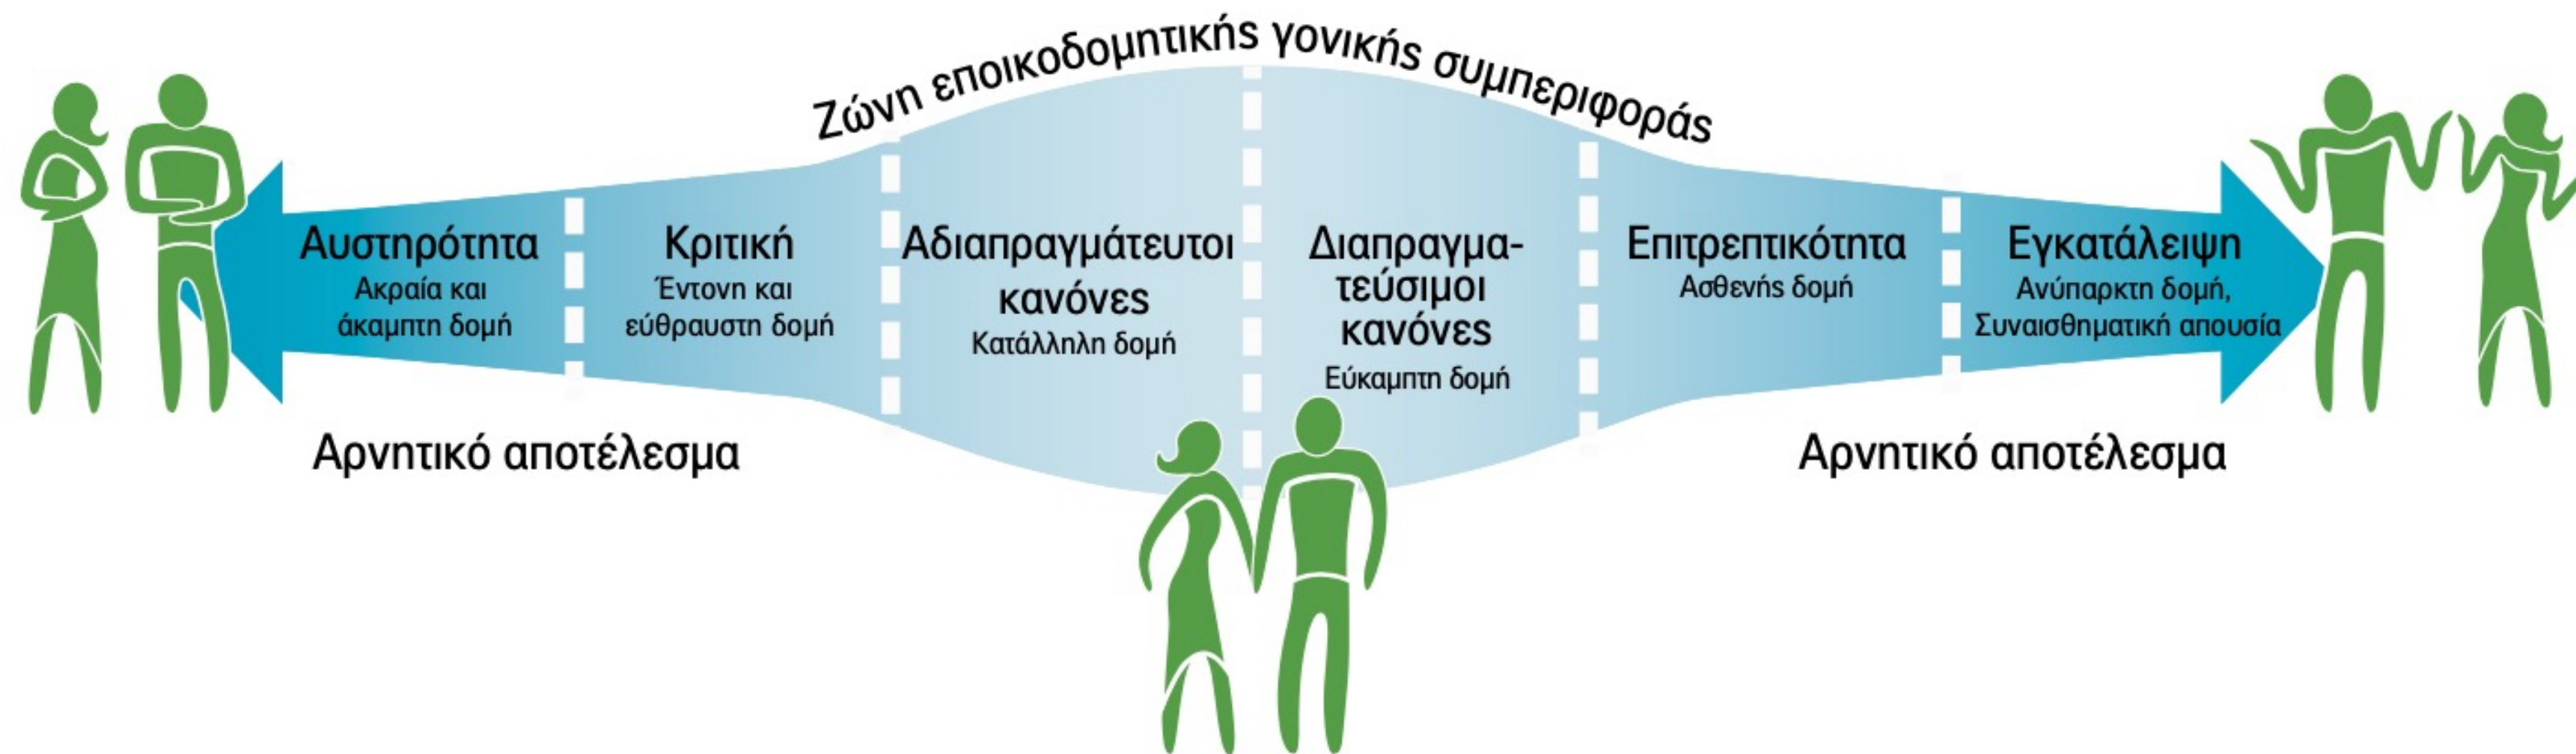 Ζώνη εποικοδομητικής γονικής συμπεριφοράς
Αυστηρότητα
Ακραία και
άκαμπτη δομή
Κριτική
Έντονη και
εύθραυστη δομή
Αδιαπραγμάτευτοι
κανόνες
Κατάλληλη δομή
Διαπραγμα-
τεύσιμοι
κανόνες
Εύκαμπτη δομή
Επιτρεπτικότητα
Ασθενής δομή
Εγκατάλειψη
Ανύπαρκτη δομή,
Συναισθηματική απουσία
Αρνητικό αποτέλεσμα
Αρνητικό αποτέλεσμα